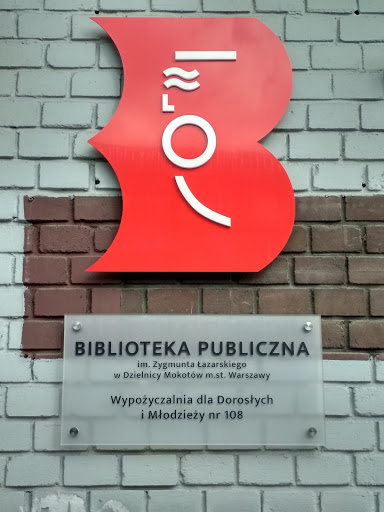 BIBLIOTEKA PUBLICZNA
im. Zygmunta Łazarskiego
w Dzielnicy Mokotów m.st. Warszawy
Wypożyczalnia dla Dorosłych
i Młodzieży nr 108